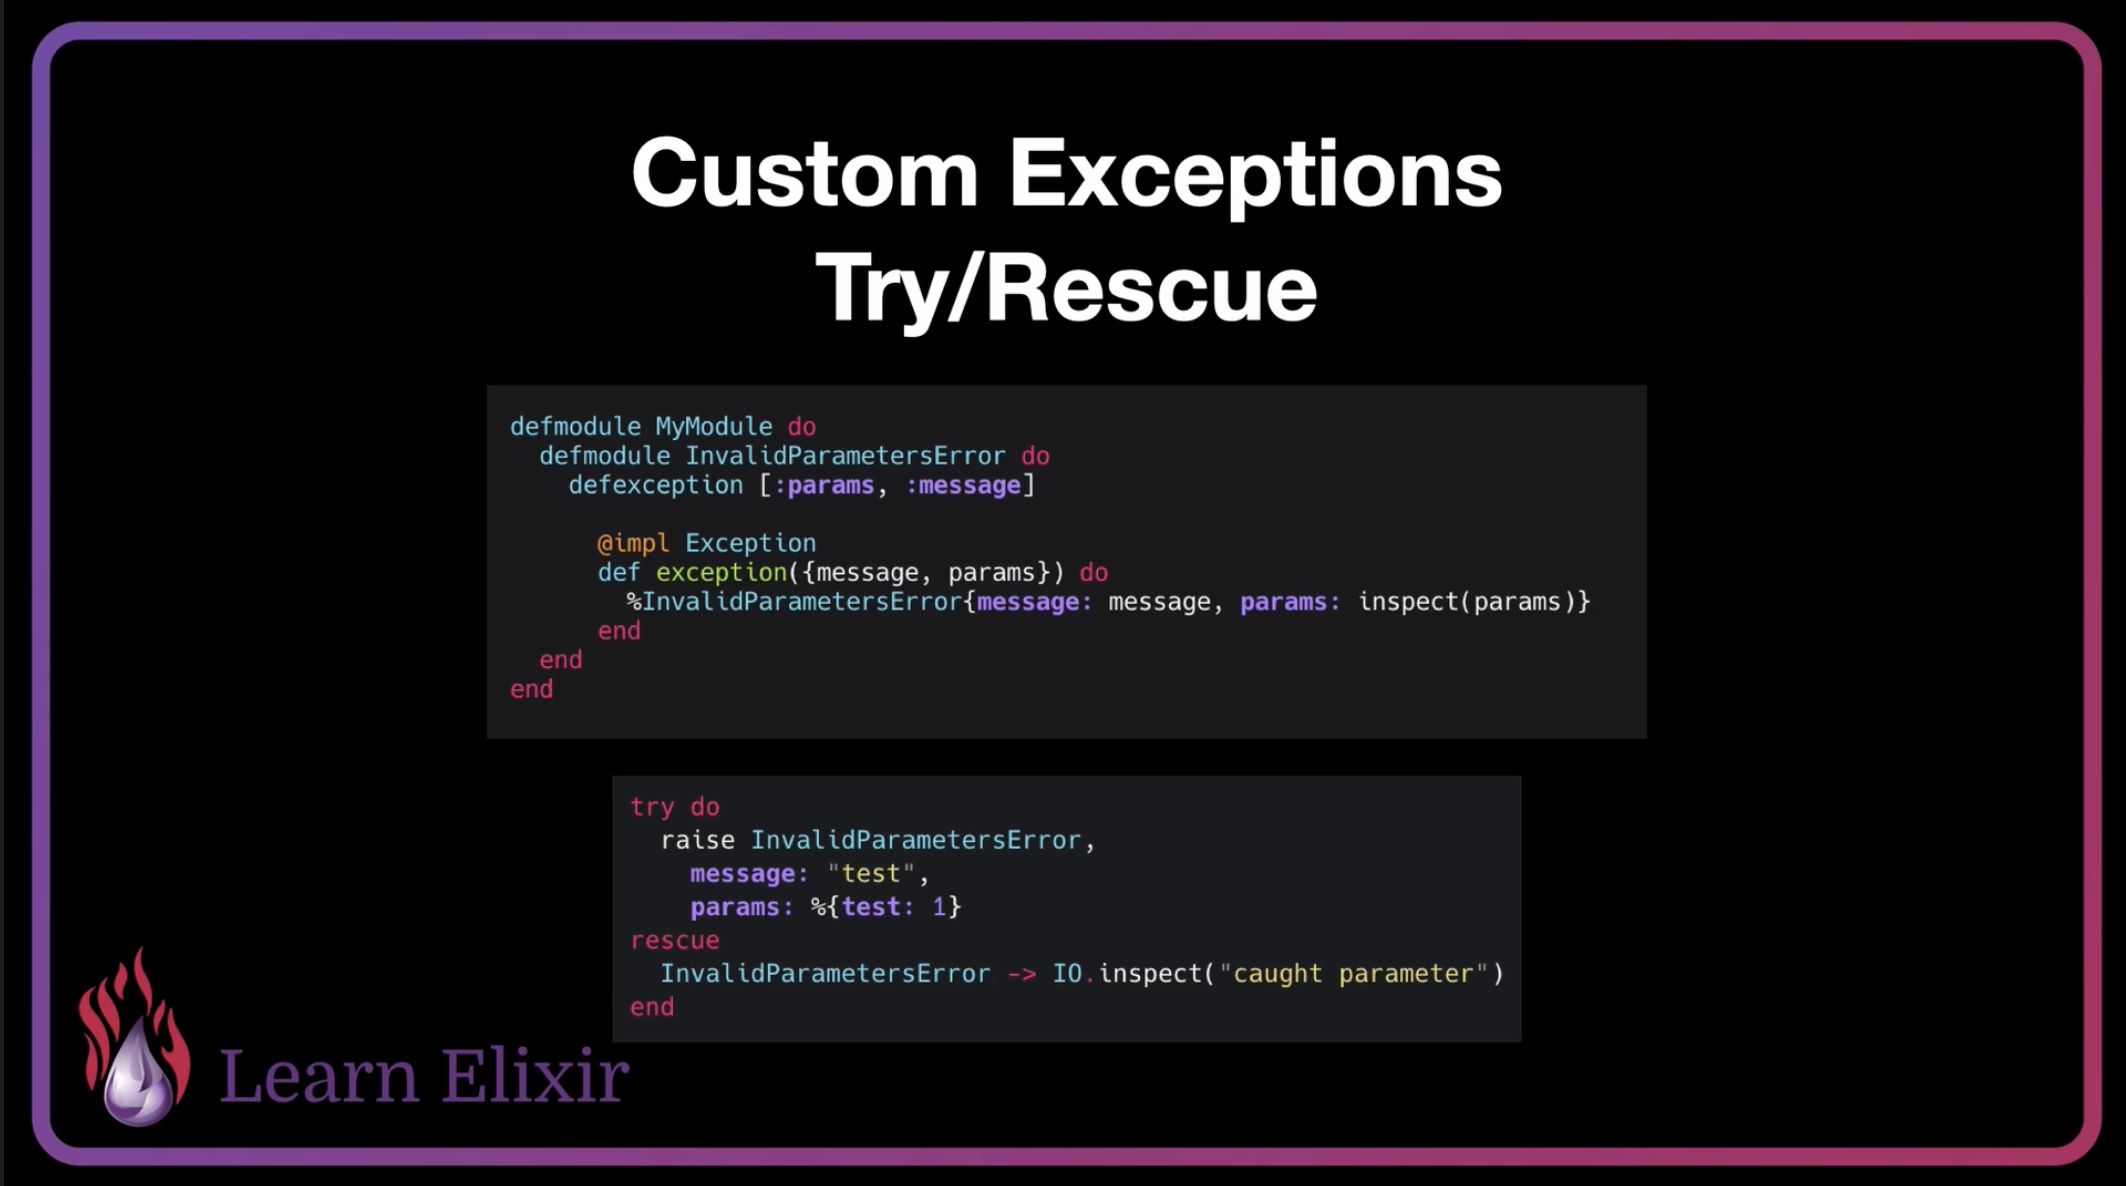 Custom Exceptions
Try/Rescue
defmodule MyModule do
  defmodule InvalidParametersError do
    defexception [:params, :message]

      @impl Exception
      def exception({message, params}) do
        %InvalidParametersError{message: message, params: inspect(params)}
      end
  end
end
try do
  raise InvalidParametersError,
    message: "test",
    params: %{test: 1}
rescue
  InvalidParametersError -> IO.inspect("caught parameter")
end
Learn Elixir